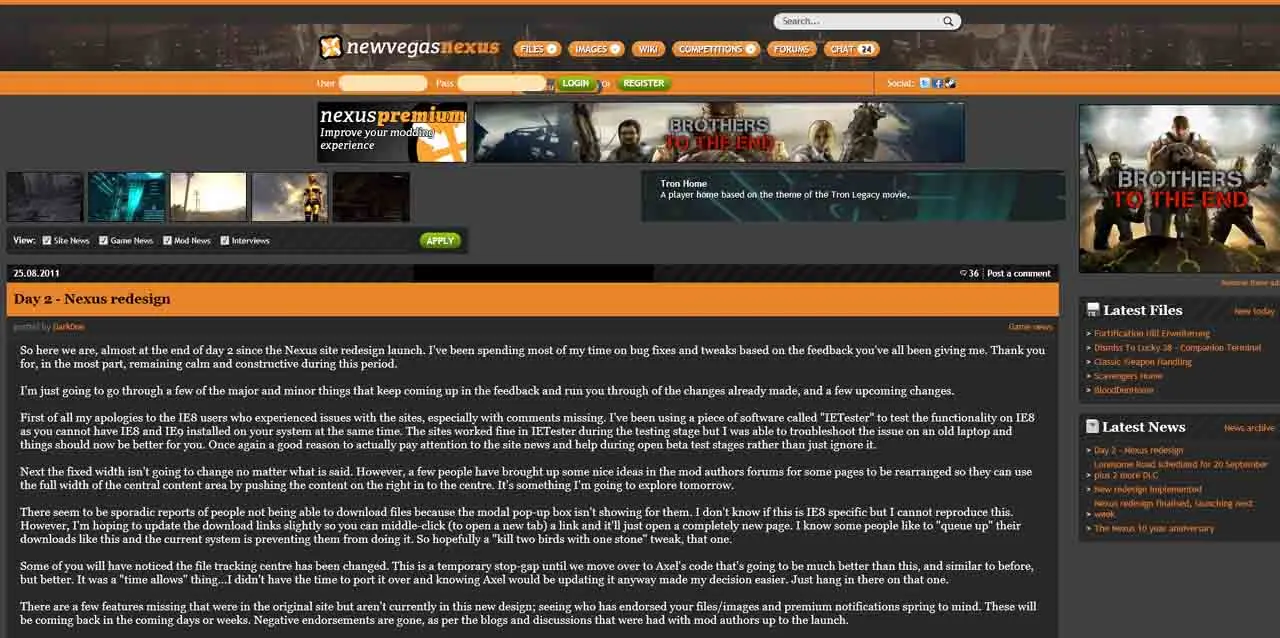 Search...
newvegasnexus
FILES IMAGES WIKI COMPETITIONS FORUMS CHAT 24
User Pass LOGIN or REGISTER Social:
nexuspremium
Improve your modding
experience
BROTHERS
TO THE END
BROTHERS
TO THE END
Tron Home
A player home based on the theme of the Tron Legacy movie.
View: Site News Game News Mod News Interviews APPLY
25.08.2011 36 Post a comment
Day 2 - Nexus redesign
posted by DarkOne Game news
So here we are, almost at the end of day 2 since the Nexus site redesign launch. I've been spending most of my time on bug fixes and tweaks based on the feedback you've all been giving me. Thank you
for, in the most part, remaining calm and constructive during this period.
I'm just going to go through a few of the major and minor things that keep coming up in the feedback and run you through of the changes already made, and a few upcoming changes.
First of all my apologies to the IE8 users who experienced issues with the sites, especially with comments missing. I've been using a piece of software called "IETester" to test the functionality on IE8
as you cannot have IE8 and IE9 installed on your system at the same time. The sites worked fine in IETester during the testing stage but I was able to troubleshoot the issue on an old laptop and
things should now be better for you. Once again a good reason to actually pay attention to the site news and help during open beta test stages rather than just ignore it.
Next the fixed width isn't going to change no matter what is said. However, a few people have brought up some nice ideas in the mod authors forums for some pages to be rearranged so they can use
the full width of the central content area by pushing the content on the right in to the centre. It's something I'm going to explore tomorrow.
There seem to be sporadic reports of people not being able to download files because the modal pop-up box isn't showing for them. I don't know if this is IE8 specific but I cannot reproduce this.
However, I'm hoping to update the download links slightly so you can middle-click (to open a new tab) a link and it'll just open a completely new page. I know some people like to "queue up" their
downloads like this and the current system is preventing them from doing it. So hopefully a "kill two birds with one stone" tweak, that one.
Some of you will have noticed the file tracking centre has been changed. This is a temporary stop-gap until we move over to Axel's code that's going to be much better than this, and similar to before,
but better. It was a "time allows" thing...I didn't have the time to port it over and knowing Axel would be updating it anyway made my decision easier. Just hang in there on that one.
There are a few features missing that were in the original site but aren't currently in this new design; seeing who has endorsed your files/images and premium notifications spring to mind. These will
be coming back in the coming days or weeks. Negative endorsements are gone, as per the blogs and discussions that were had with mod authors up to the launch.
Remove these ads
Latest Files New today
Fortification Hill Erweiterung
Dismiss To Lucky 38 - Companion Terminal
Classic Weapon Handling
Scavengers Home
BloodDemHome
Latest News News archive
Day 2 - Nexus redesign
Lonesome Road scheduled for 20 September
plus 2 more DLC
New redesign implemented
Nexus redesign finalised, launching next
week
The Nexus 10 year anniversary